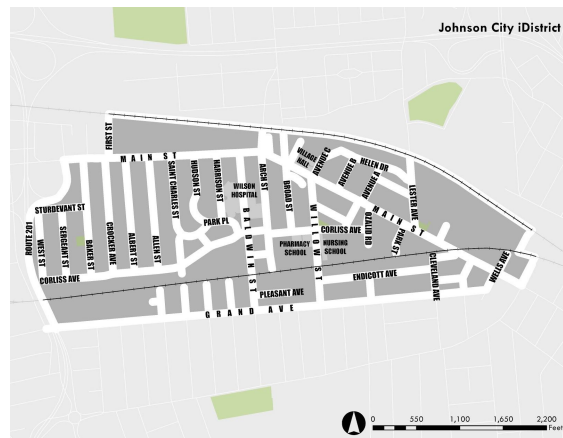 Johnson City iDistrict
FIRST ST
MAIN ST
VILLAGE
HALL
AVENUE C
AVENUE B
AVENUE A
HELEN DR
LESTER AVE
SAINT CHARLES ST
HUDSON ST
HARRISON ST
WILSON
HOSPITAL
ARCH ST
BROAD ST
STURDEVANT ST
ROUTE 201
WEST ST
SERGEANT ST
BAKER ST
CROCKER AVE
ALBERT ST
ALLEN ST
PARK PL
BALDWIN ST
WILLOW ST
CORLISS AVE
OZALID RD
MAIN ST
PARK ST
PHARMACY
SCHOOL
NURSING
SCHOOL
CORLISS AVE
ENDICOTT AVE
CLEVELAND AVE
WELLS AVE
PLEASANT AVE
GRAND AVE
0 550 1,100 1,650 2,200
Feet